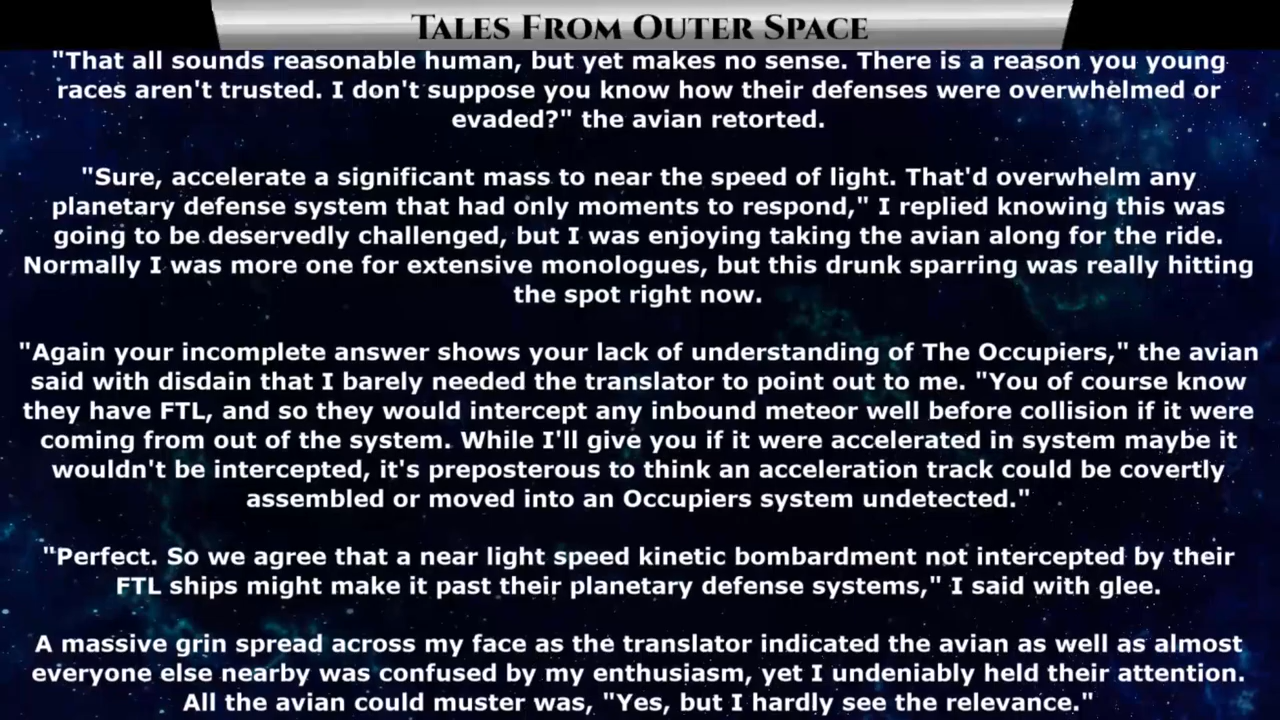 Tales From Outer Space
"That all sounds reasonable human, but yet makes no sense. There is a reason you young
races aren't trusted. I don't suppose you know how their defenses were overwhelmed or
evaded?" the avian retorted.
"Sure, accelerate a significant mass to near the speed of light. That'd overwhelm any
planetary defense system that had only moments to respond," I replied knowing this was
going to be deservedly challenged, but I was enjoying taking the avian along for the ride.
Normally I was more one for extensive monologues, but this drunk sparring was really hitting
the spot right now.
"Again your incomplete answer shows your lack of understanding of The Occupiers," the avian
said with disdain that I barely needed the translator to point out to me. "You of course know
they have FTL, and so they would intercept any inbound meteor well before collision if it were
coming from out of the system. While I'll give you if it were accelerated in system maybe it
wouldn't be intercepted, it's preposterous to think an acceleration track could be covertly
assembled or moved into an Occupiers system undetected."
"Perfect. So we agree that a near light speed kinetic bombardment not intercepted by their
FTL ships might make it past their planetary defense systems," I said with glee.
A massive grin spread across my face as the translator indicated the avian as well as almost
everyone else nearby was confused by my enthusiasm, yet I undeniably held their attention.
All the avian could muster was, "Yes, but I hardly see the relevance."